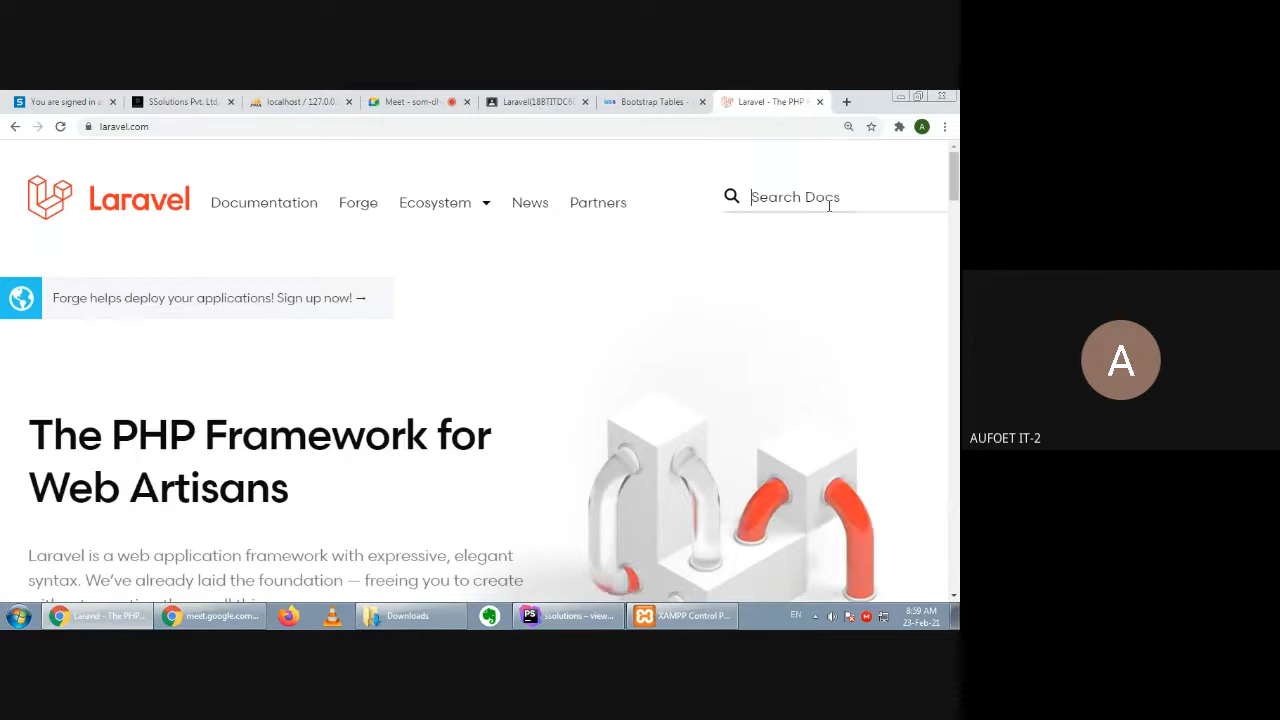 You are signed in a
SSolutions Pvt. Ltd.
localhost / 127.0.0.
Meet - som-dl
Laravel(18BTITDC60
Bootstrap Tables -
Laravel - The PHP F
laravel.com
A
Laravel
Documentation
Forge
Ecosystem
News
Partners
Search Docs
Forge helps deploy your applications! Sign up now! →
The PHP Framework for
Web Artisans
Laravel is a web application framework with expressive, elegant
syntax. We've already laid the foundation — freeing you to create
A
AUFOET IT-2
Laravel - The PHP...
meet.google.com...
Downloads
PS
ssolutions – view...
XAMPP Control P...
EN
8:59 AM
23-Feb-21